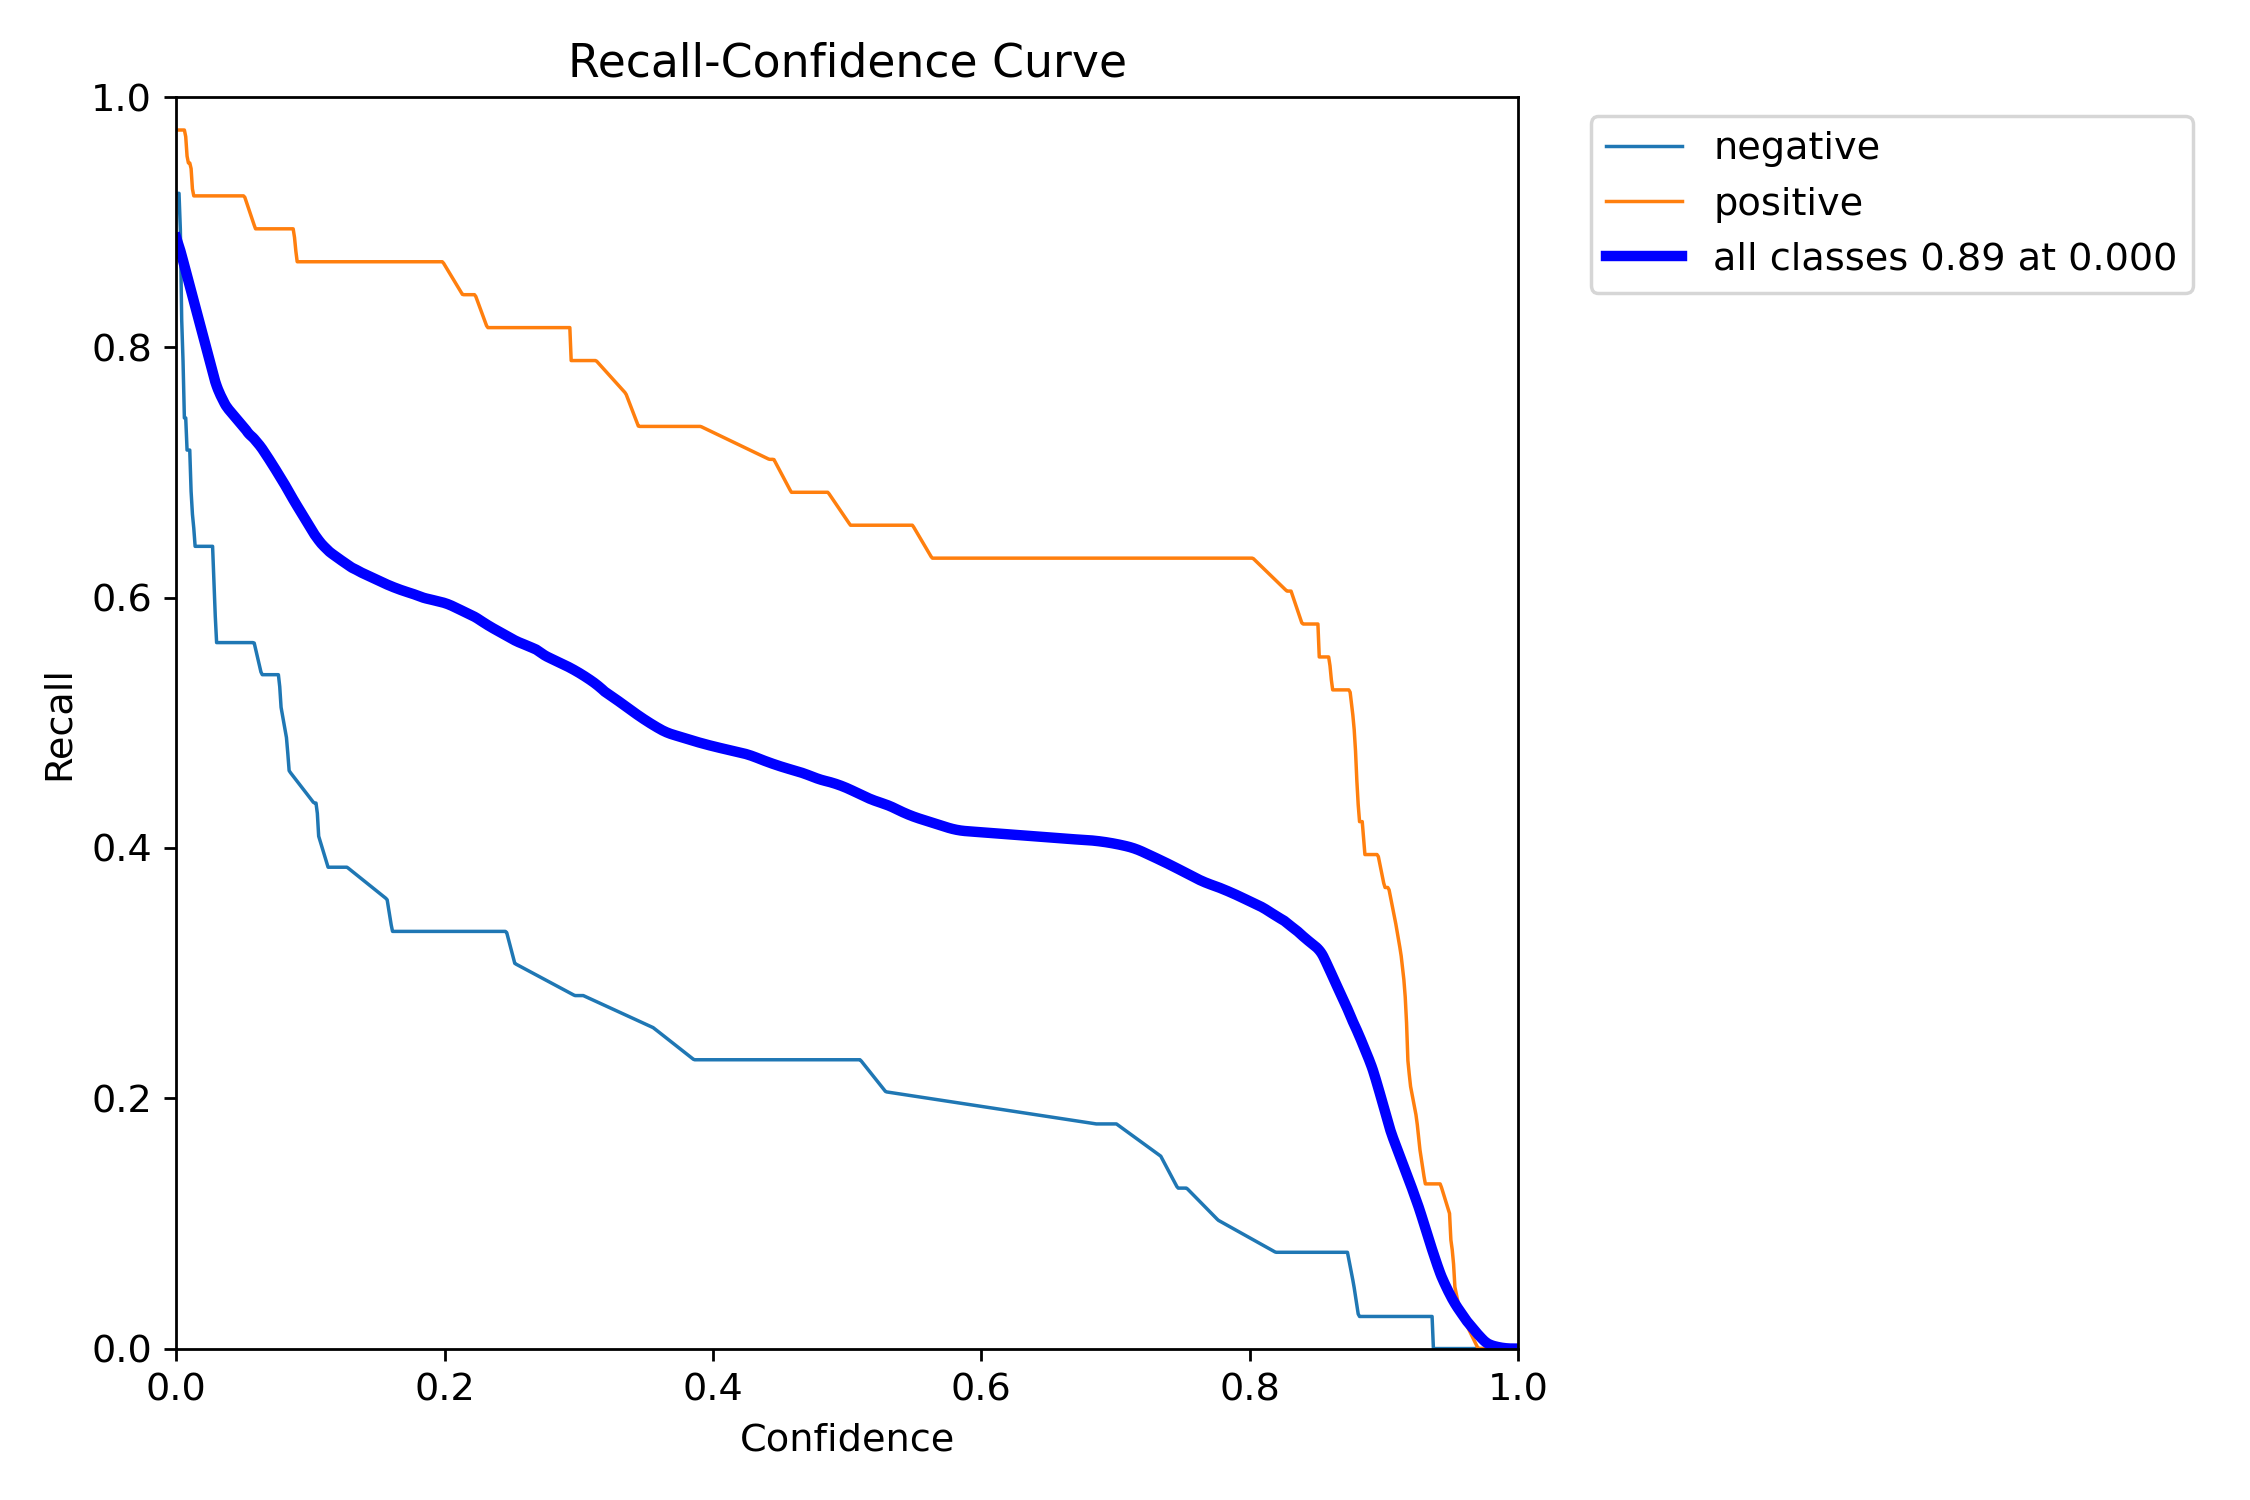 Recall-Confidence Curve
1.0
0.8
0.6
0.4
0.2
0.0
Recall
0.0 0.2 0.4 0.6 0.8 1.0
Confidence
negative
positive
all classes 0.89 at 0.000